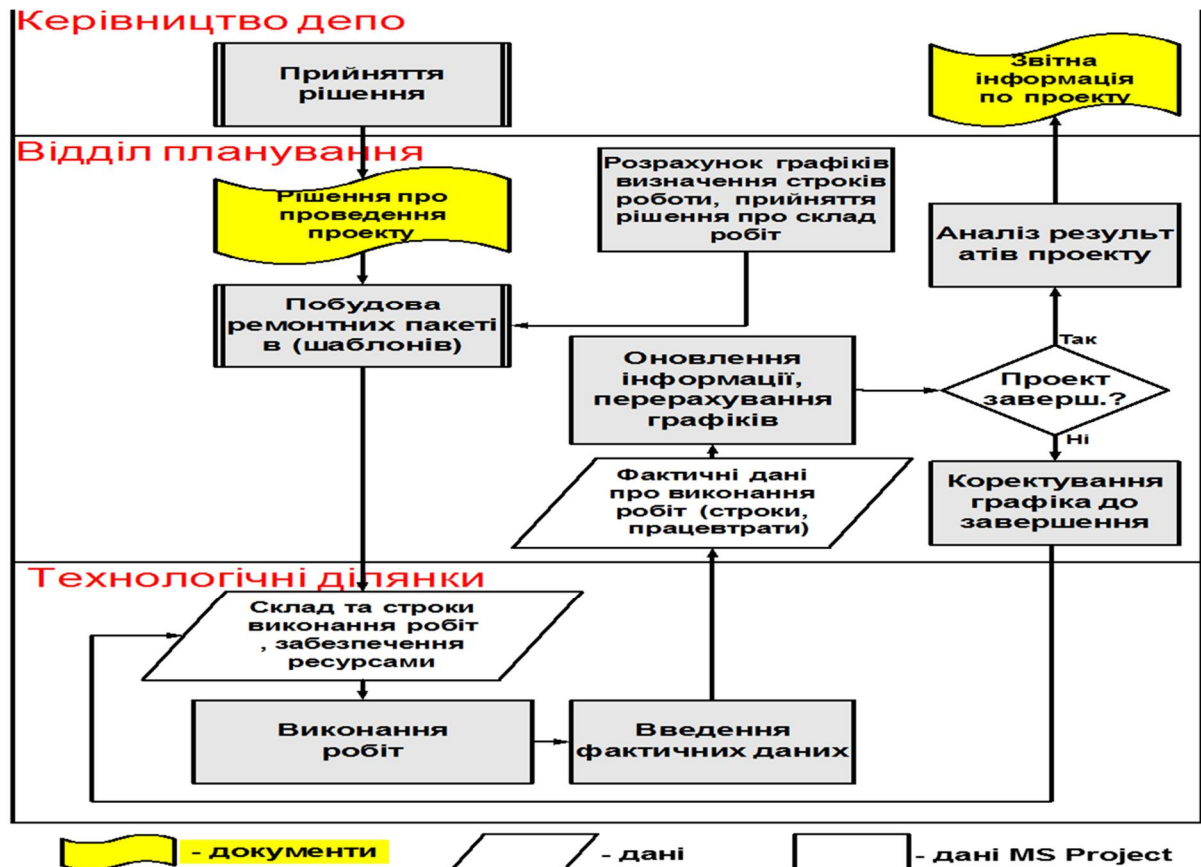 Керівництво депо
Прийняття
рішення
Звітна
інформація
по проекту
Відділ планування
Рішення про
проведення
проекту
Розрахунок графіків
визначення строків
роботи, прийняття
рішення про склад
робіт
Аналіз результ
атів проекту
Побудова
ремонтних пакеті
в (шаблонів)
Оновлення
інформації,
перерахування
графіків
Так
Проект
заверш.?
Ні
Фактичні дані
про виконання
робіт (строки,
працевтрати)
Коректування
графіка до
завершення
Технологічні ділянки
Склад та строки
виконання робіт
, забезпечення
ресурсами
Виконання
робіт
Введення
фактичних даних
- документи
- дані
- дані MS Project